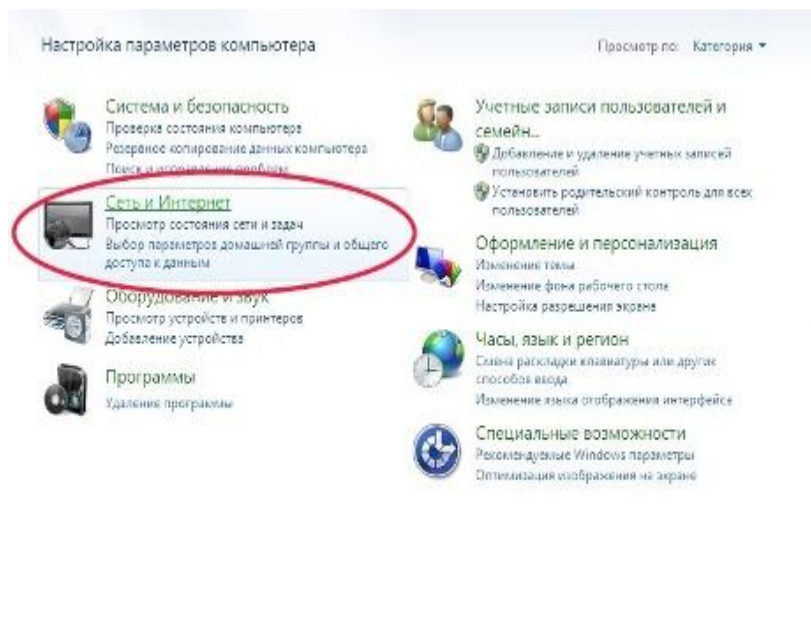 Настройка параметров компьютера
Просмотр по: Категория
Система и безопасность
Проверка состояния компьютера
Резервное копирование данных компьютера
Поиск и исправление проблем
Сеть и Интернет
Просмотр состояния сети и задач
Выбор параметров домашней группы и общего
доступа к данным
Оборудование и звук
Просмотр устройств и принтеров
Добавление устройства
Программы
Удаление программы
Учетные записи пользователей и
семейн...
Добавление и удаление учетных записей
пользователей
Установить родительский контроль для всех
пользователей
Оформление и персонализация
Изменение темы
Изменение фона рабочего стола
Настройка разрешения экрана
Часы, язык и регион
Смена раскладки клавиатуры или других
способов ввода
Изменение языка отображения интерфейса
Специальные возможности
Рекомендуемые Windows параметры
Оптимизация изображения на экране